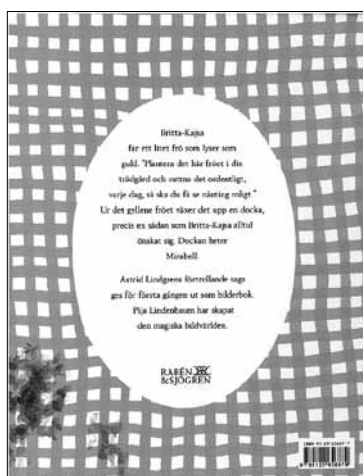 Britta-Kajsa
får ett litet frö som lyser som
guld. "Plantera det här fröet i din
trädgård och vattna det ordentligt,
varje dag, så ska du få se nånting roligt."
Ur det gyllene fröet växer det upp en docka,
precis en sådan som Britta-Kajsa alltid
önskat sig. Dockan heter
Mirabell.
Astrid Lindgrens förtrollande saga
ges för första gången ut som bilderbok.
Pija Lindenbaum har skapat
den magiska bildvärlden.
RABÉN
&SJÖGREN
ISBN